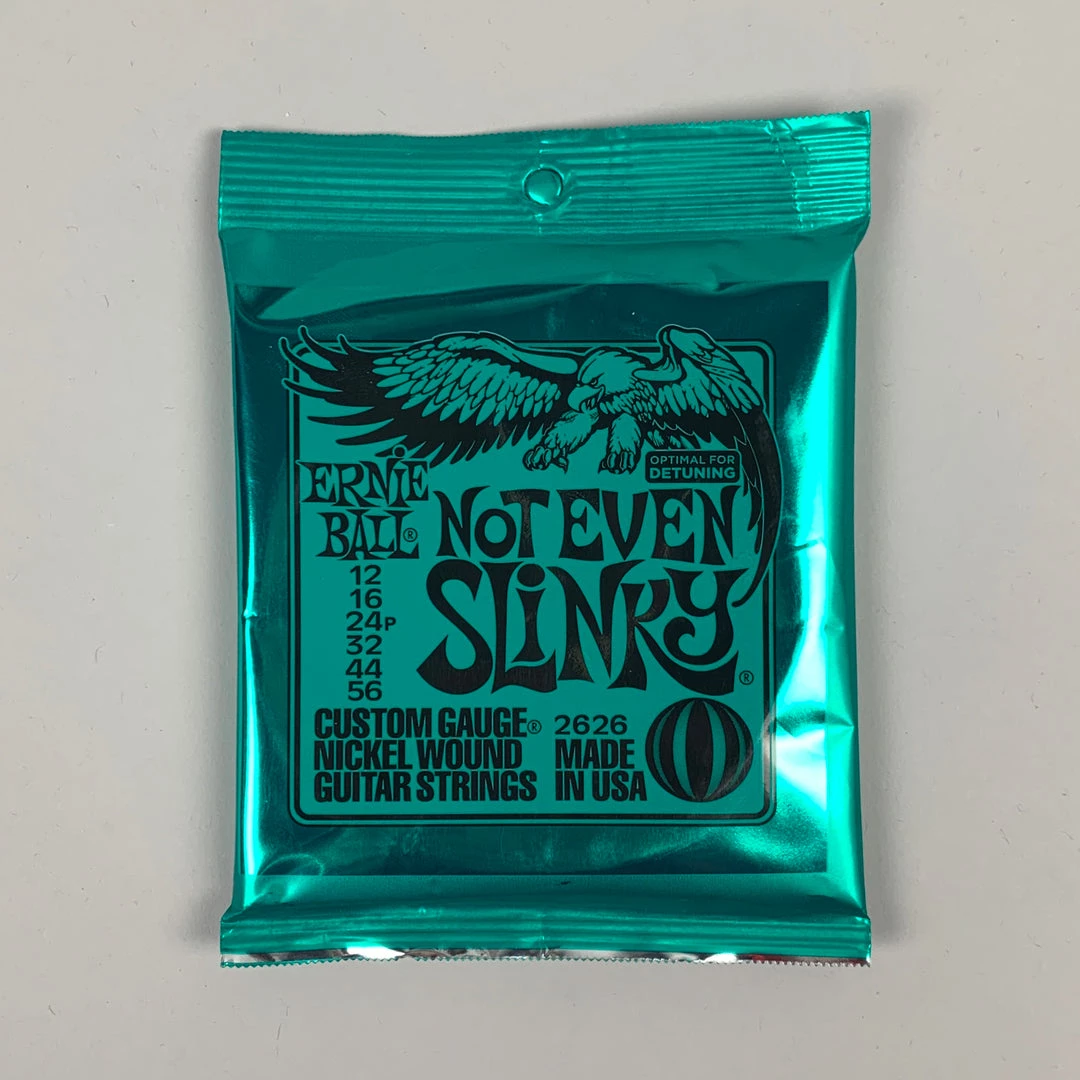 OPTIMAL FOR
DETUNING
ERNiE
BALL®
NOT EVEN
SLiNKY®
12
16
24P
32
44
56
CUSTOM GAUGE®
NICKEL WOUND
GUITAR STRINGS
2626
MADE
IN USA